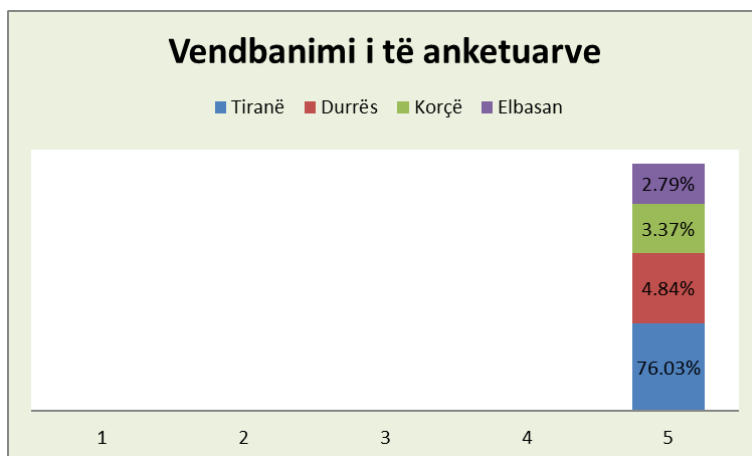 Vendbanimi i të anketuarve
Tiranë Durrës Korçë Elbasan
2.79%
3.37%
4.84%
76.03%
1 2 3 4 5